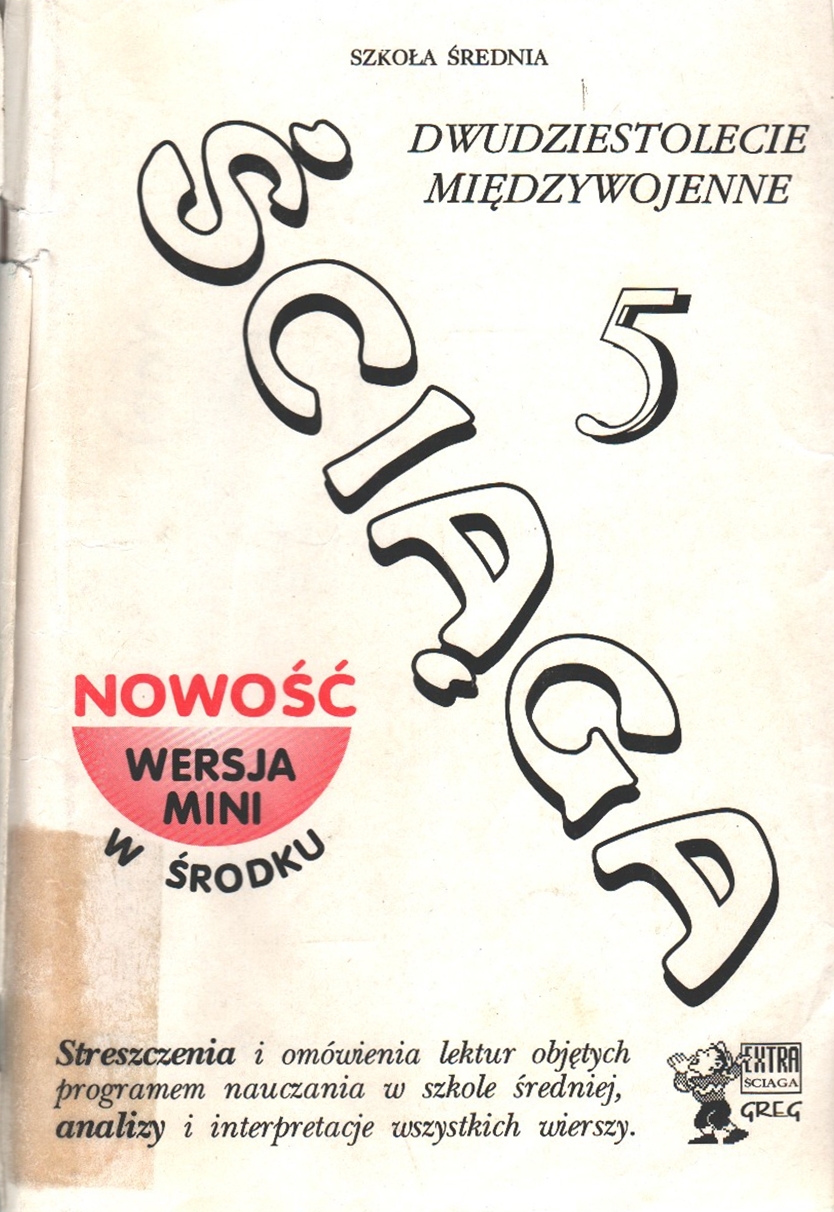 SZKOŁA ŚREDNIA
DWUDZIESTOLECIE
MIĘDZYWOJENNE
5
ŚCIĄGA
NOWOŚĆ
WERSJA
MINI
W ŚRODKU
Streszczenia i omówienia lektur objętych
programem nauczania w szkole średniej,
analizy i interpretacje wszystkich wierszy.
EXTRA
ŚCIĄGA
GREG